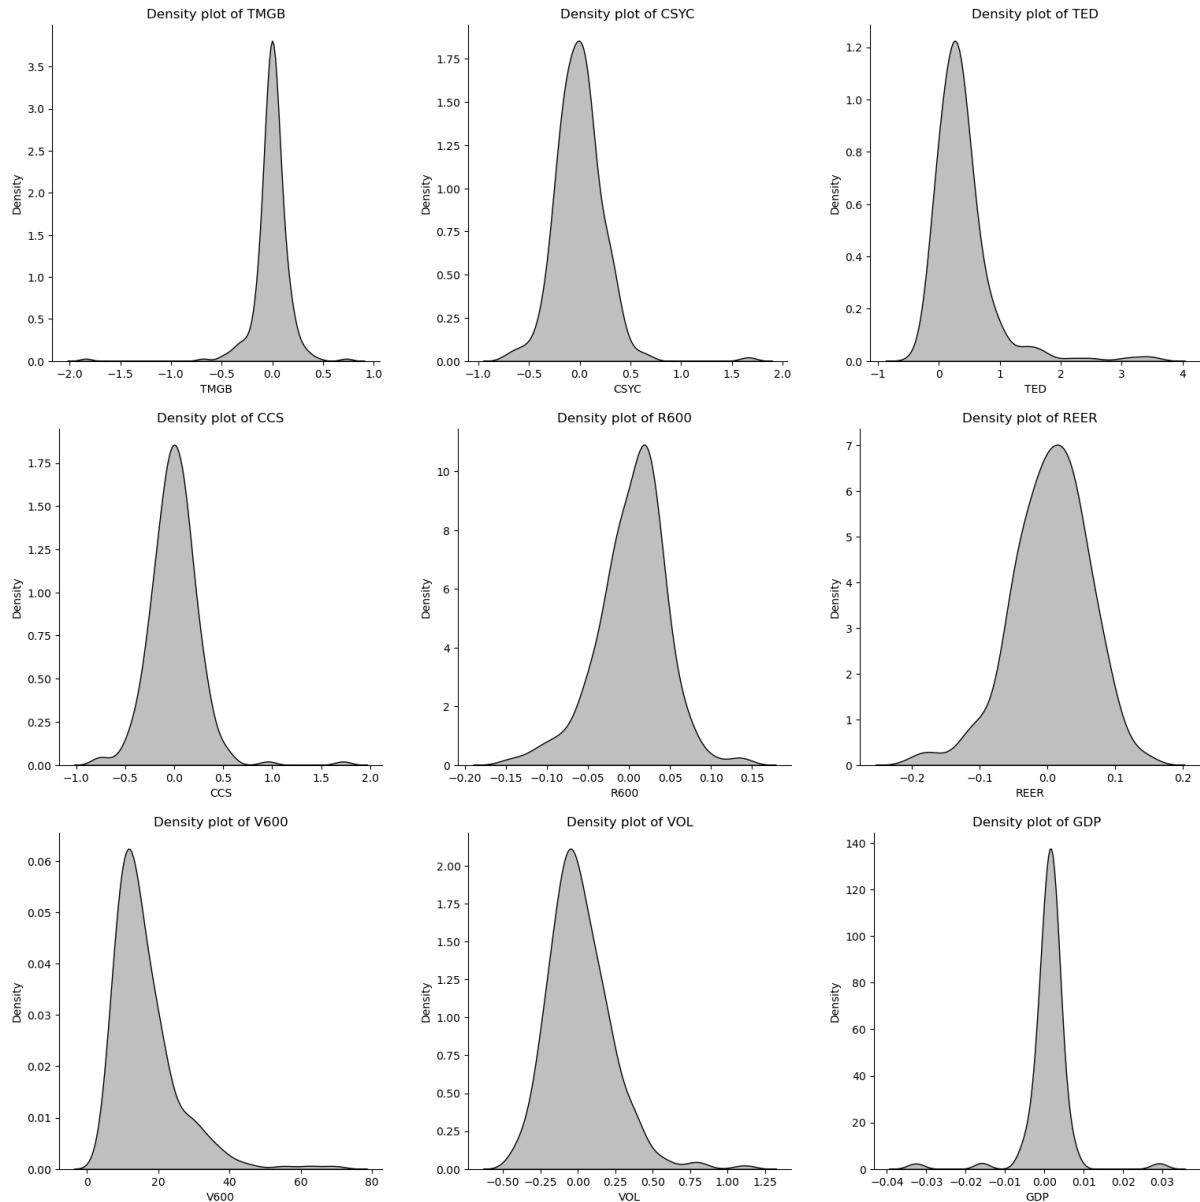 Density plot of TMGB
Density
3.5
3.0
2.5
2.0
1.5
1.0
0.5
0.0
−2.0 −1.5 −1.0 −0.5 0.0 0.5 1.0
TMGB
Density plot of CSYC
Density
1.75
1.50
1.25
1.00
0.75
0.50
0.25
0.00
−1.0 −0.5 0.0 0.5 1.0 1.5 2.0
CSYC
Density plot of TED
Density
1.2
1.0
0.8
0.6
0.4
0.2
0.0
−1 0 1 2 3 4
TED
Density plot of CCS
Density
1.75
1.50
1.25
1.00
0.75
0.50
0.25
0.00
−1.0 −0.5 0.0 0.5 1.0 1.5 2.0
CCS
Density plot of R600
Density
10
8
6
4
2
0
−0.20 −0.15 −0.10 −0.05 0.00 0.05 0.10 0.15
R600
Density plot of REER
Density
7
6
5
4
3
2
1
0
−0.2 −0.1 0.0 0.1 0.2
REER
Density plot of V600
Density
0.06
0.05
0.04
0.03
0.02
0.01
0.00
0 20 40 60 80
V600
Density plot of VOL
Density
2.00
1.75
1.50
1.25
1.00
0.75
0.50
0.25
0.00
−0.50 −0.25 0.00 0.25 0.50 0.75 1.00 1.25
VOL
Density plot of GDP
Density
140
120
100
80
60
40
20
0
−0.04 −0.03 −0.02 −0.01 0.00 0.01 0.02 0.03
GDP